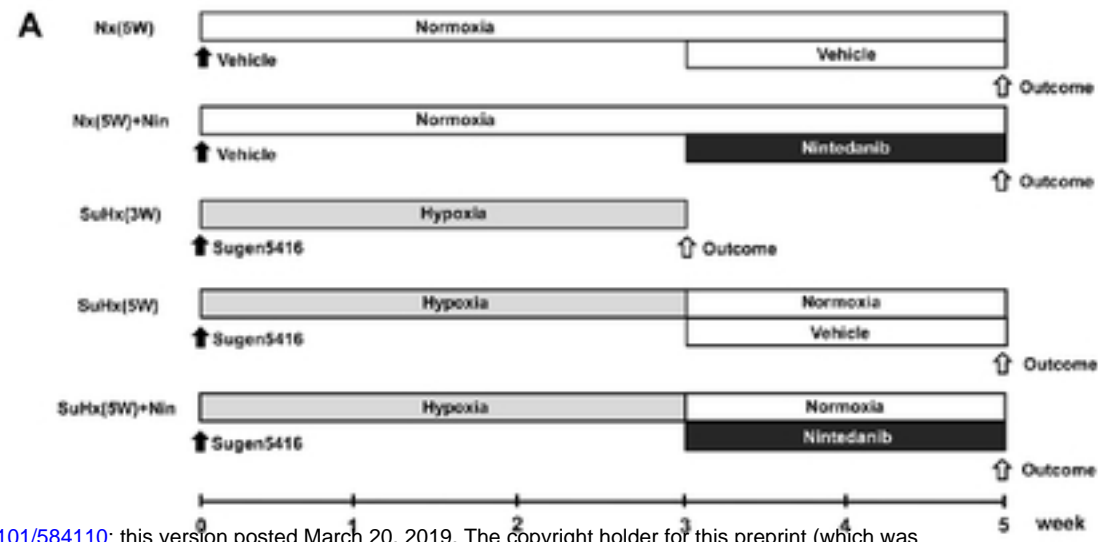 A
Nx(5W)
Normoxia
Vehicle
Vehicle
Outcome
Nx(5W)+Nin
Normoxia
Vehicle
Nintedanib
Outcome
SuHx(3W)
Hypoxia
Sugen5416
Outcome
SuHx(5W)
Hypoxia
Normoxia
Sugen5416
Vehicle
Outcome
SuHx(5W)+Nin
Hypoxia
Normoxia
Sugen5416
Nintedanib
Outcome
0 1 2 3 4 5 week
101/584110; this version posted March 20, 2019. The copyright holder for this preprint (which was